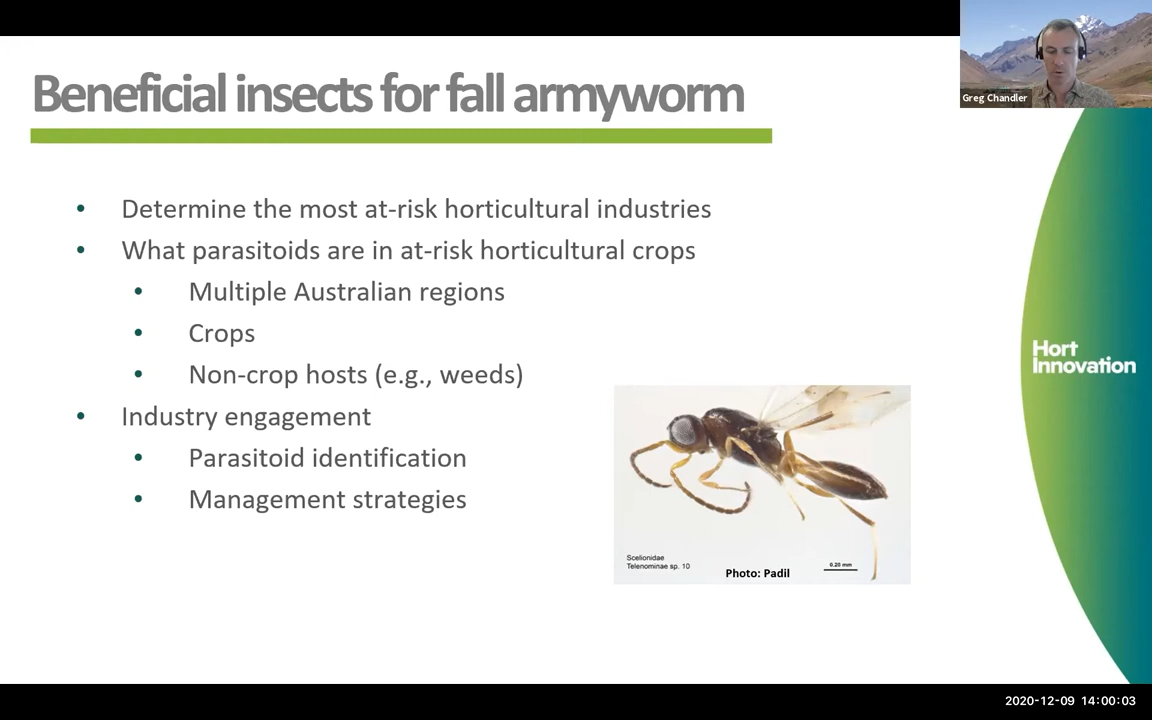 Greg Chandler
Beneficial insects for fall armyworm
• Determine the most at-risk horticultural industries
• What parasitoids are in at-risk horticultural crops
• Multiple Australian regions
• Crops
• Non-crop hosts (e.g., weeds)
• Industry engagement
• Parasitoid identification
• Management strategies
Hort
Innovation
Scelionidae
Telenominae sp. 10
Photo: Padil
0.20 mm
2020-12-09 14:00:03